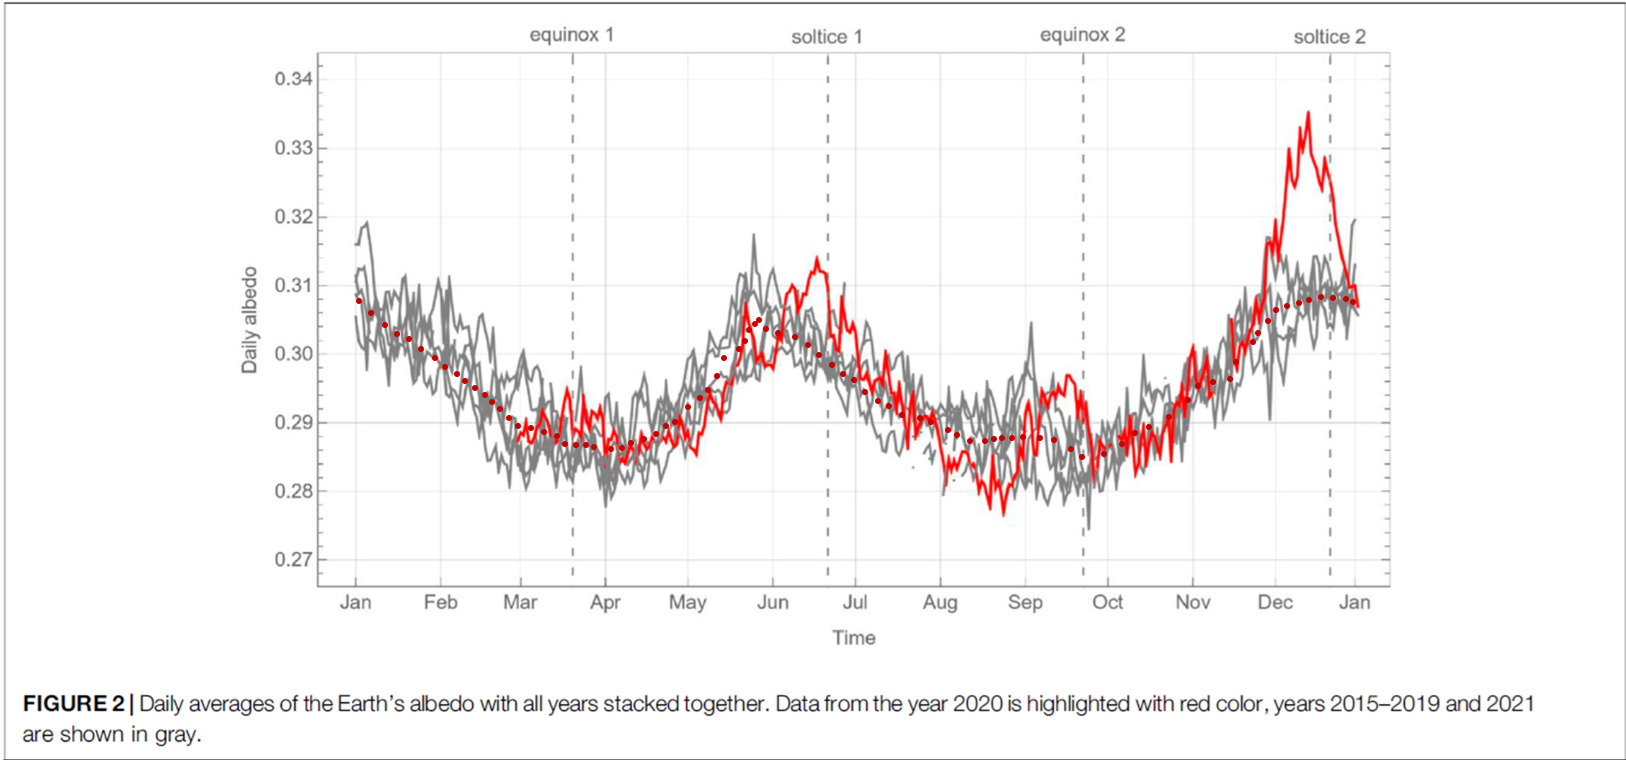 equinox 1 soltice 1 equinox 2 soltice 2
0.34
0.33
0.32
0.31
0.30
0.29
0.28
0.27
Daily albedo
Jan Feb Mar Apr May Jun Jul Aug Sep Oct Nov Dec Jan
Time
FIGURE 2 | Daily averages of the Earth's albedo with all years stacked together. Data from the year 2020 is highlighted with red color, years 2015–2019 and 2021
are shown in gray.